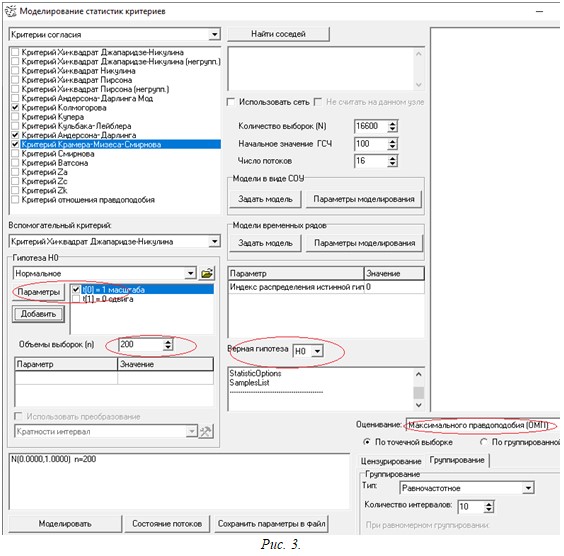 Моделирование статистик критериев
Критерии согласия
Критерий Хи-квадрат Джапаридзе-Никулина
Критерий Хи-квадрат Джапаридзе-Никулина (негрупп.)
Критерий Хи-квадрат Никулина
Критерий Хи-квадрат Пирсона
Критерий Хи-квадрат Пирсона (негрупп.)
Критерий Андерсона-Дарлинга Мод
Критерий Колмогорова
Критерий Купера
Критерий Кульбака-Лейблера
Критерий Андерсона-Дарлинга
Критерий Крамера-Мизеса-Смирнова
Критерий Смирнова
Критерий Ватсона
Критерий Za
Критерий Zc
Критерий Zk
Критерий отношения правдоподобия
Вспомогательный критерий:
Критерий Хи-квадрат Джапаридзе-Никулина
Гипотеза H0
Нормальное
Параметры
t[0] = 1 масштаба
t[1] = 0 сдвига
Добавить
Объемы выборок (n)
200
Параметр
Значение
Использовать преобразование
Кратности интервал
N(0.0000,1.0000) n=200
Моделировать
Состояние потоков
Сохранить параметры в файл
Найти соседей
Использовать сеть
Не считать на данном узле
Количество выборок (N)
16600
Начальное значение ГСЧ
100
Число потоков
16
Модели в виде СОУ
Задать модель
Параметры моделирования
Модели временных рядов
Задать модель
Параметры моделирования
Параметр
Значение
Индекс распределения истинной гип
0
Верная гипотеза
H0
StatisticOptions
SamplesList
Оценивание:
Максимального правдоподобия (ОМП)
По точечной выборке
По группированной
Цензурирование
Группирование
Группирование
Тип:
Равночастотное
Количество интервалов:
10
При равномерном группировании:
Рис. 3.